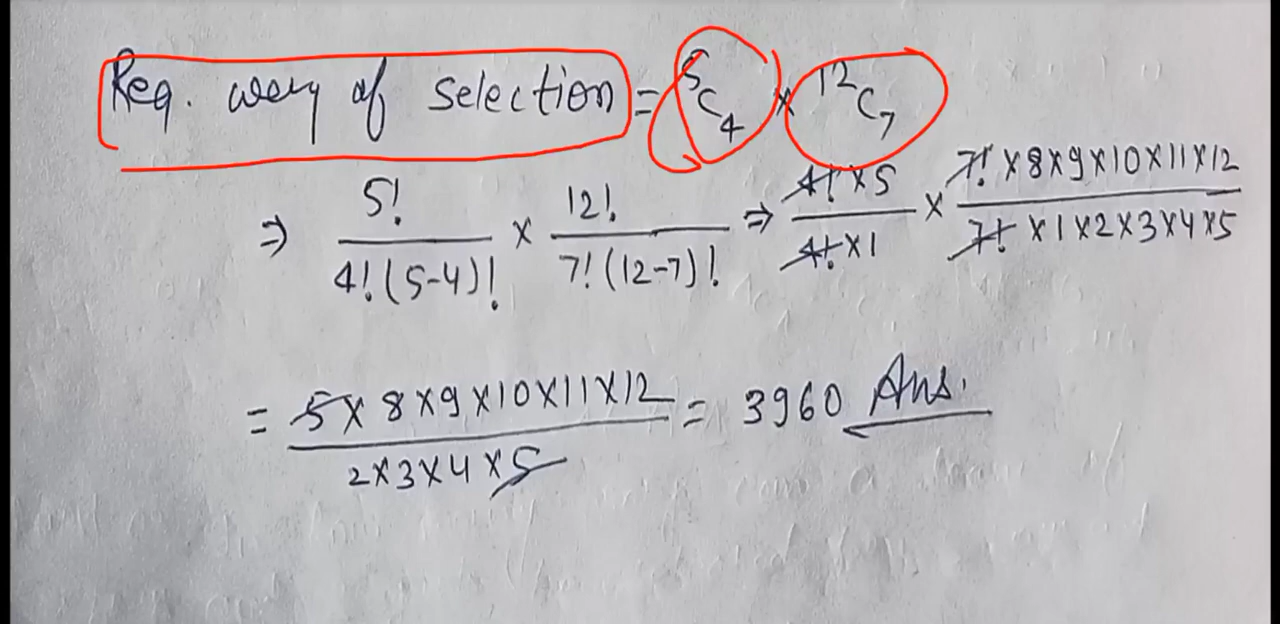 Req. way of selection = ⁵C₄ × ¹²C₇
⇒ 5! / 4!(5-4)! × 12! / 7!(12-7)! ⇒ 4! × 5 / 4! × 1 × 7! × 8 × 9 × 10 × 11 × 12 / 7! × 1 × 2 × 3 × 4 × 5
= 5 × 8 × 9 × 10 × 11 × 12 / 2 × 3 × 4 × 5 = 3960 Ans.